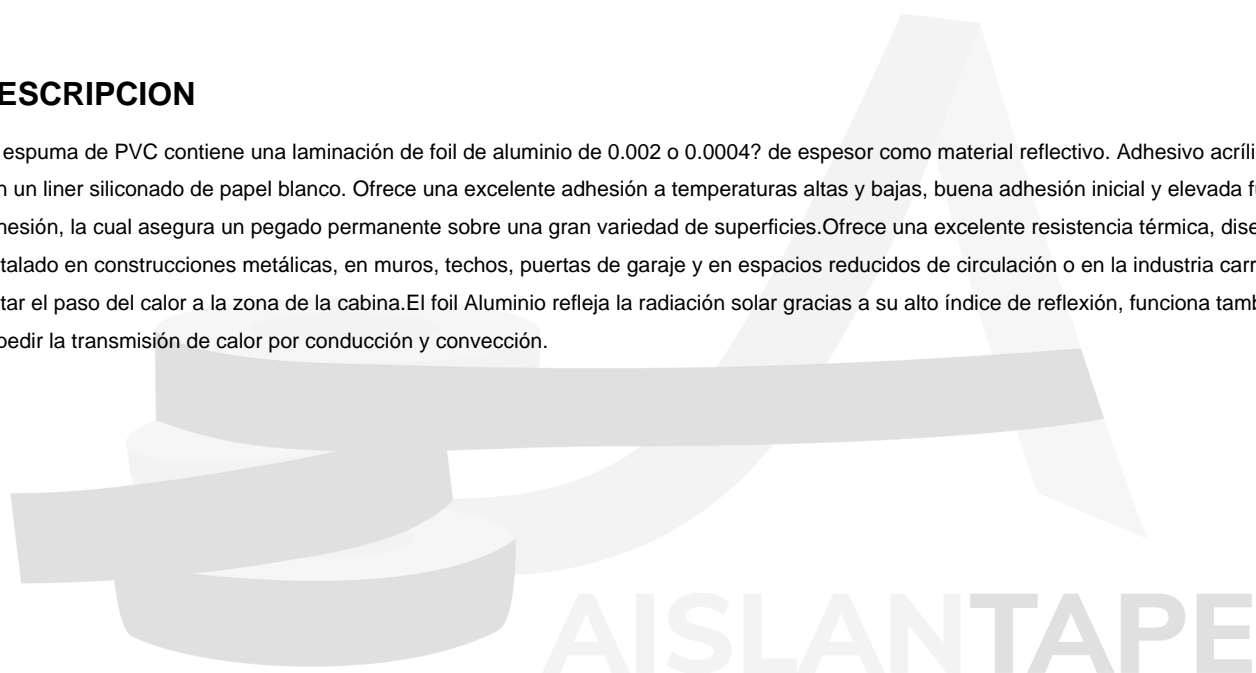 ESCRIPCION
espuma de PVC contiene una laminación de foil de aluminio de 0.002 o 0.0004? de espesor como material reflectivo. Adhesivo acríli
n un liner siliconado de papel blanco. Ofrece una excelente adhesión a temperaturas altas y bajas, buena adhesión inicial y elevada fu
hesión, la cual asegura un pegado permanente sobre una gran variedad de superficies.Ofrece una excelente resistencia térmica, dise
talado en construcciones metálicas, en muros, techos, puertas de garaje y en espacios reducidos de circulación o en la industria carr
itar el paso del calor a la zona de la cabina.El foil Aluminio refleja la radiación solar gracias a su alto índice de reflexión, funciona tamb
pedir la transmisión de calor por conducción y convección.
AISLANTAPE